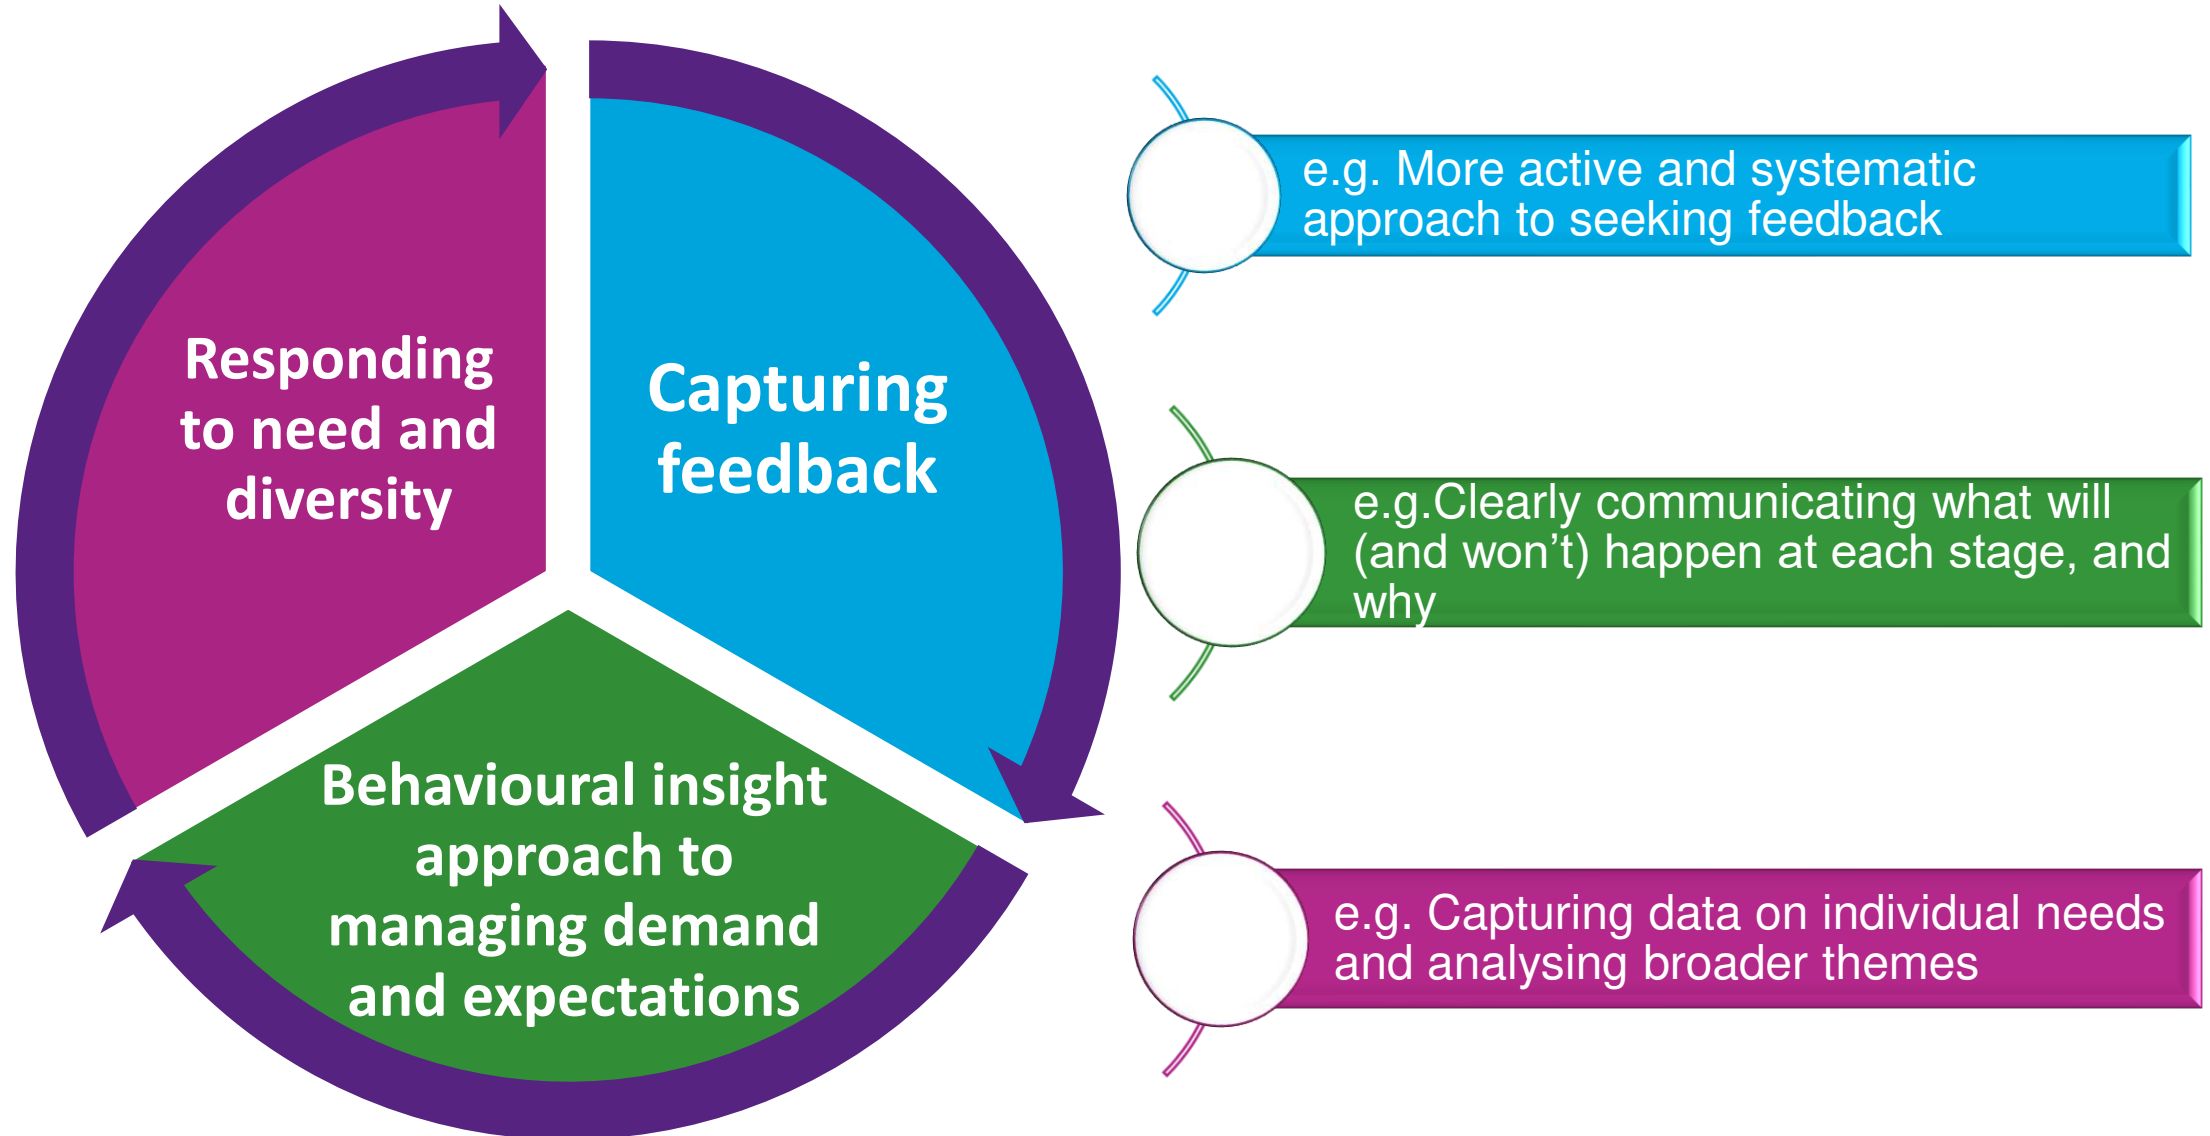 Responding
to need and
diversity
Capturing
feedback
Behavioural insight
approach to
managing demand
and expectations
e.g. More active and systematic
approach to seeking feedback
e.g.Clearly communicating what will
(and won’t) happen at each stage, and
why
e.g. Capturing data on individual needs
and analysing broader themes